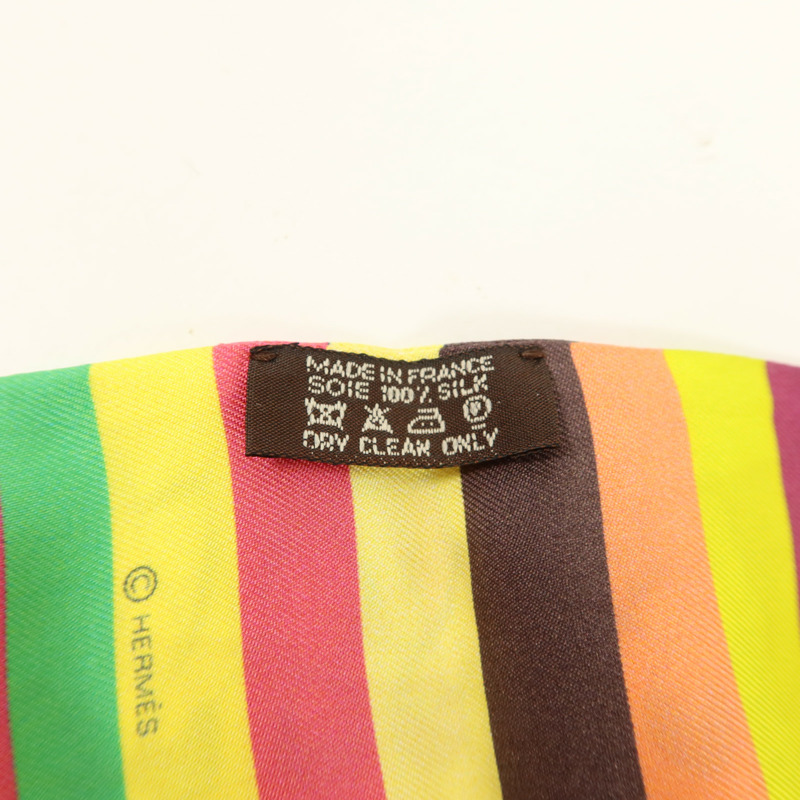 MADE IN FRANCE
SOIE 100% SILK
DRY CLEAN ONLY
© HERMÈS